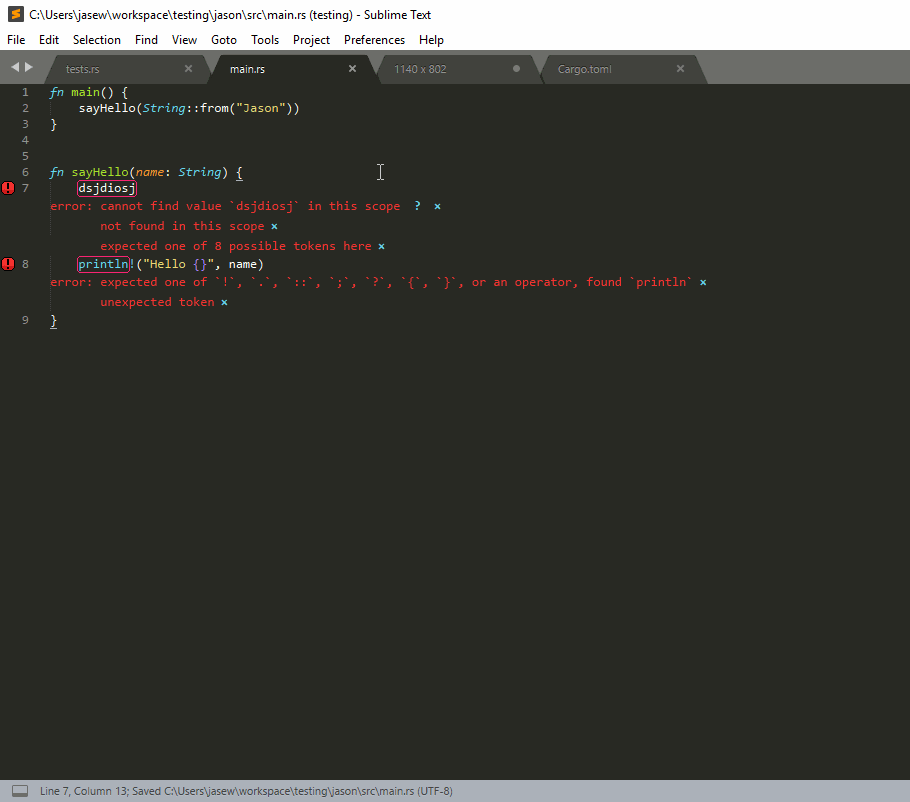 C:\Users\jasew\workspace\testing\jason\src\main.rs (testing) - Sublime Text
File Edit Selection Find View Goto Tools Project Preferences Help
tests.rs × main.rs × 1140 x 802 Cargo.toml ×
1 fn main() {
2 sayHello(String::from("Jason"))
3 }
4
5
6 fn sayHello(name: String) {
7 dsjdiosj
error: cannot find value `dsjdiosj` in this scope ? ×
not found in this scope ×
expected one of 8 possible tokens here ×
8 println!("Hello {}", name)
error: expected one of `!`, `.`, `::`, `;`, `?`, `{`, `}`, or an operator, found `println` ×
unexpected token ×
9 }
Line 7, Column 13; Saved C:\Users\jasew\workspace\testing\jason\src\main.rs (UTF-8)